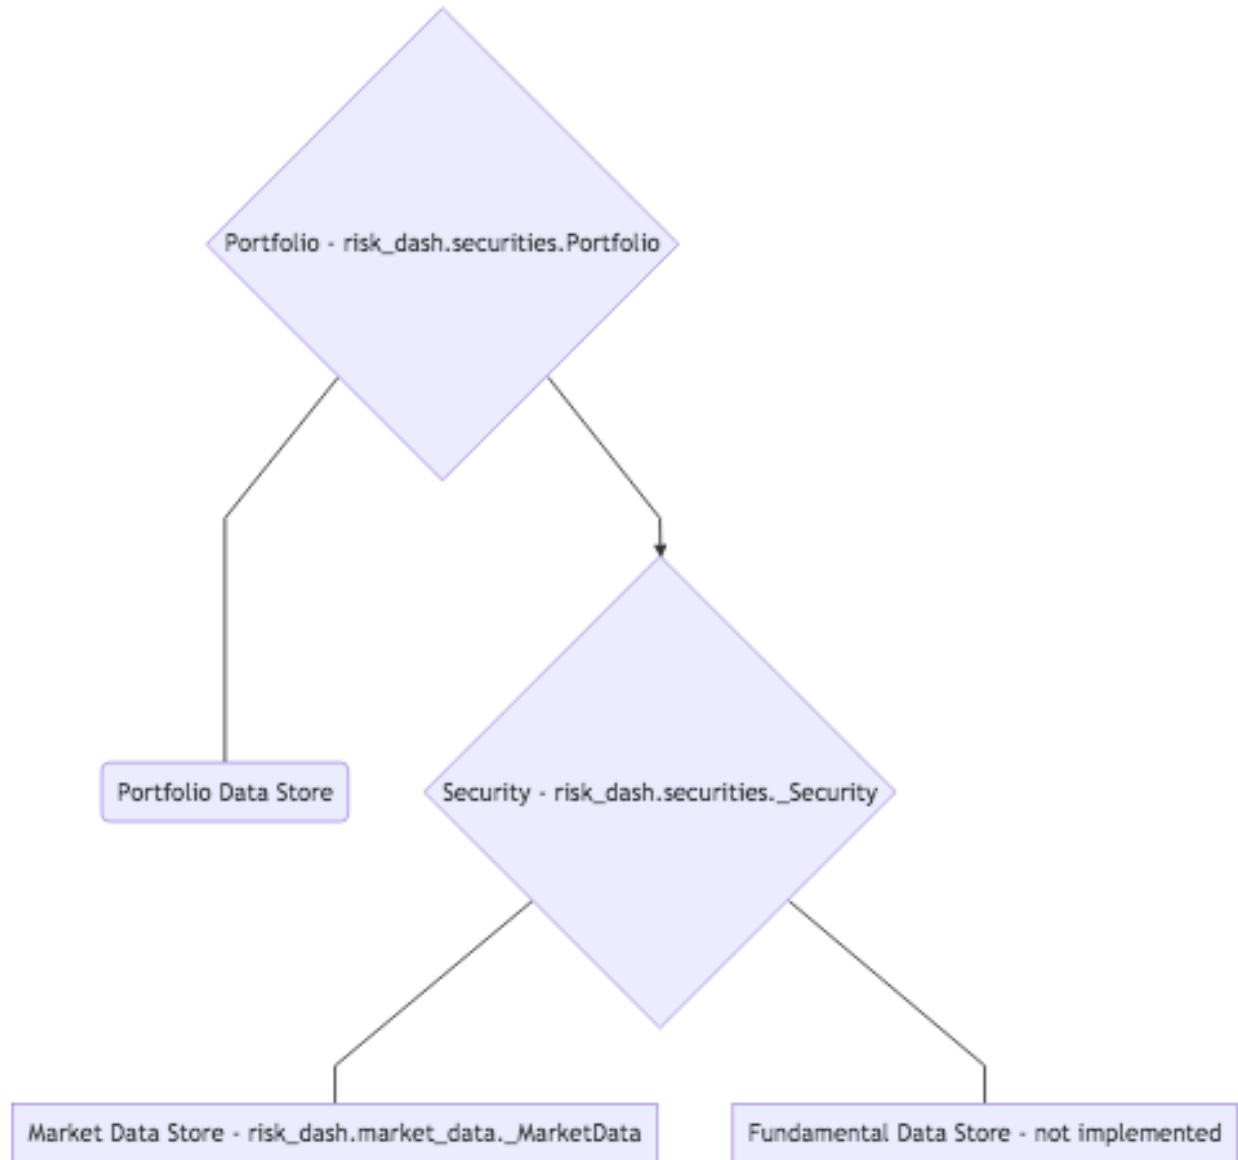 Portfolio - risk_dash.securities.Portfolio
Portfolio Data Store
Security - risk_dash.securities._Security
Market Data Store - risk_dash.market_data._MarketData
Fundamental Data Store - not implemented